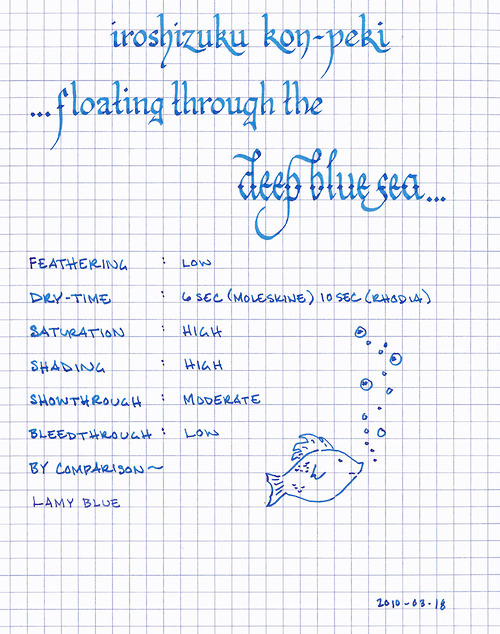 iroshizuku kon-peki
...floating through the
deep blue sea...
FEATHERING : LOW
DRY-TIME : 6 SEC (MOLESKINE) 10 SEC (RHODIA)
SATURATION : HIGH
SHADING : HIGH
SHOWTHROUGH : MODERATE
BLEEDTHROUGH : LOW
BY COMPARISON~
LAMY BLUE
2010-03-18